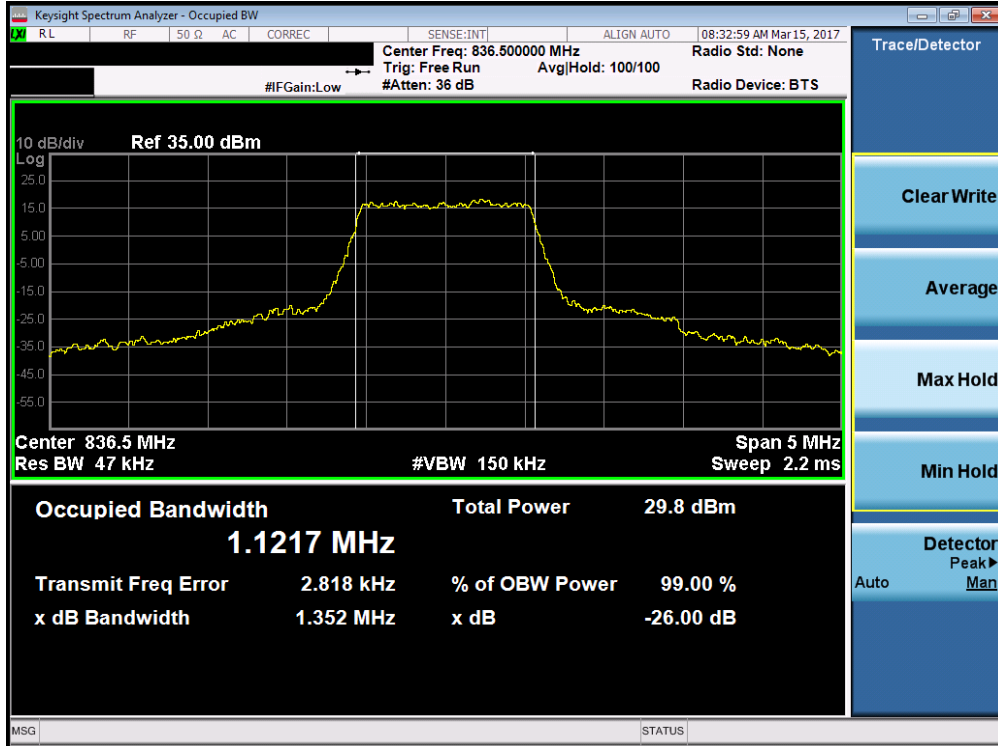 Keysight Spectrum Analyzer - Occupied BW
LXI RL RF 50 Ω AC CORREC SENSE:INT ALIGN AUTO 08:32:59 AM Mar 15, 2017
Center Freq: 836.500000 MHz Radio Std: None
Trig: Free Run Avg|Hold: 100/100
#IFGain:Low #Atten: 36 dB Radio Device: BTS
Trace/Detector
10 dB/div Ref 35.00 dBm
Log
25.0
15.0
5.00
-5.00
-15.0
-25.0
-35.0
-45.0
-55.0
Center 836.5 MHz Span 5 MHz
Res BW 47 kHz #VBW 150 kHz Sweep 2.2 ms
Occupied Bandwidth Total Power 29.8 dBm
1.1217 MHz
Transmit Freq Error 2.818 kHz % of OBW Power 99.00 %
x dB Bandwidth 1.352 MHz x dB -26.00 dB
Clear Write
Average
Max Hold
Min Hold
Detector
Peak▶
Auto Man
MSG STATUS